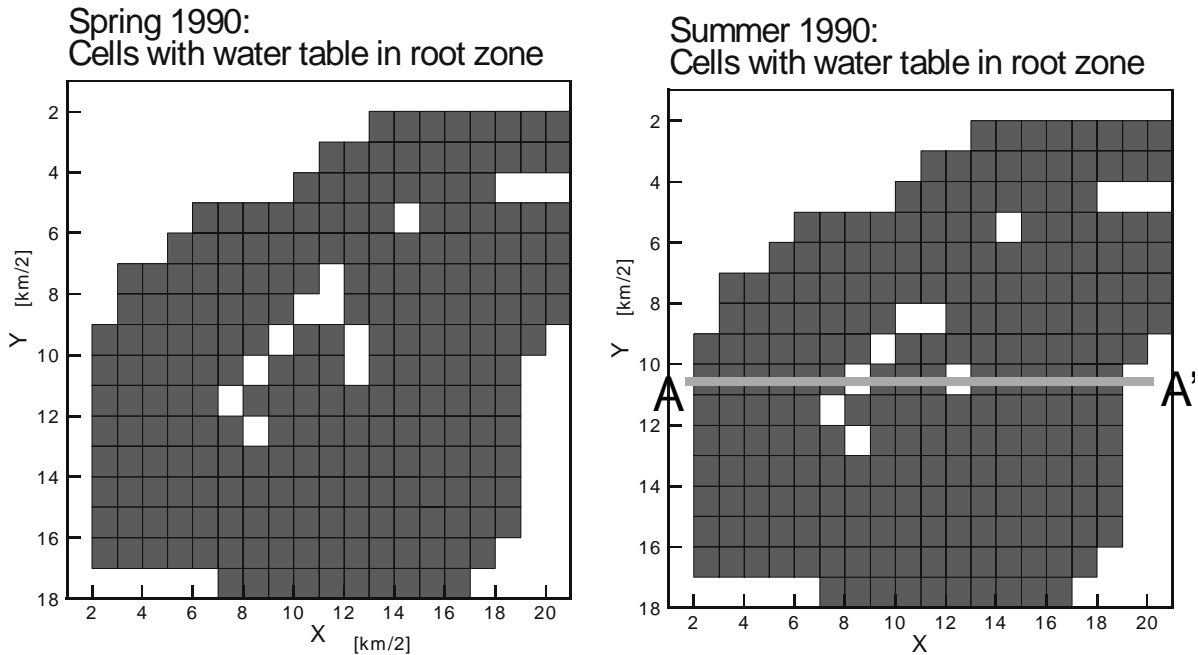 Spring 1990:
Cells with water table in root zone
2
4
6
8
10
12
14
16
18
Y [km/2]
2 4 6 8 10 12 14 16 18 20
X [km/2]
Summer 1990:
Cells with water table in root zone
2
4
6
8
10
12
14
16
18
Y [km/2]
A A'
2 4 6 8 10 12 14 16 18 20
X